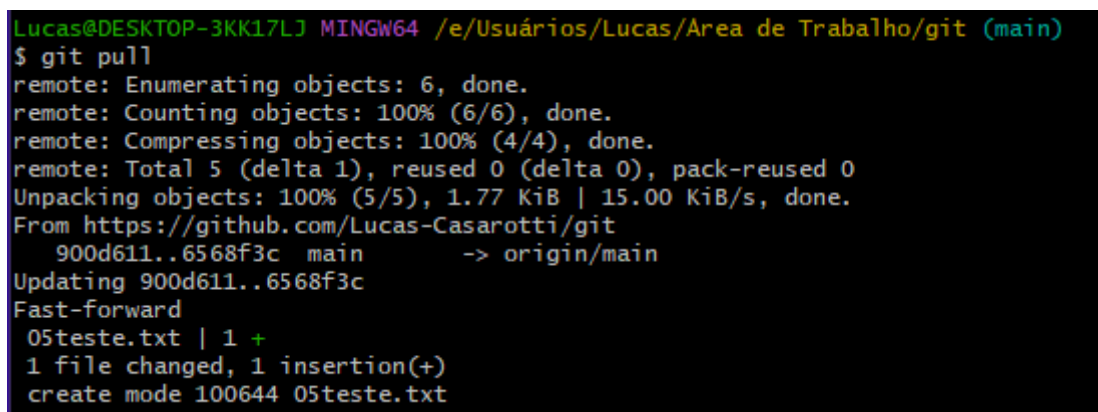 Lucas@DESKTOP-3KK17LJ MINGW64 /e/Usuários/Lucas/Área de Trabalho/git (main)
$ git pull
remote: Enumerating objects: 6, done.
remote: Counting objects: 100% (6/6), done.
remote: Compressing objects: 100% (4/4), done.
remote: Total 5 (delta 1), reused 0 (delta 0), pack-reused 0
Unpacking objects: 100% (5/5), 1.77 KiB | 15.00 KiB/s, done.
From https://github.com/Lucas-Casarotti/git
   900d611..6568f3c  main       -> origin/main
Updating 900d611..6568f3c
Fast-forward
 05teste.txt | 1 +
 1 file changed, 1 insertion(+)
 create mode 100644 05teste.txt